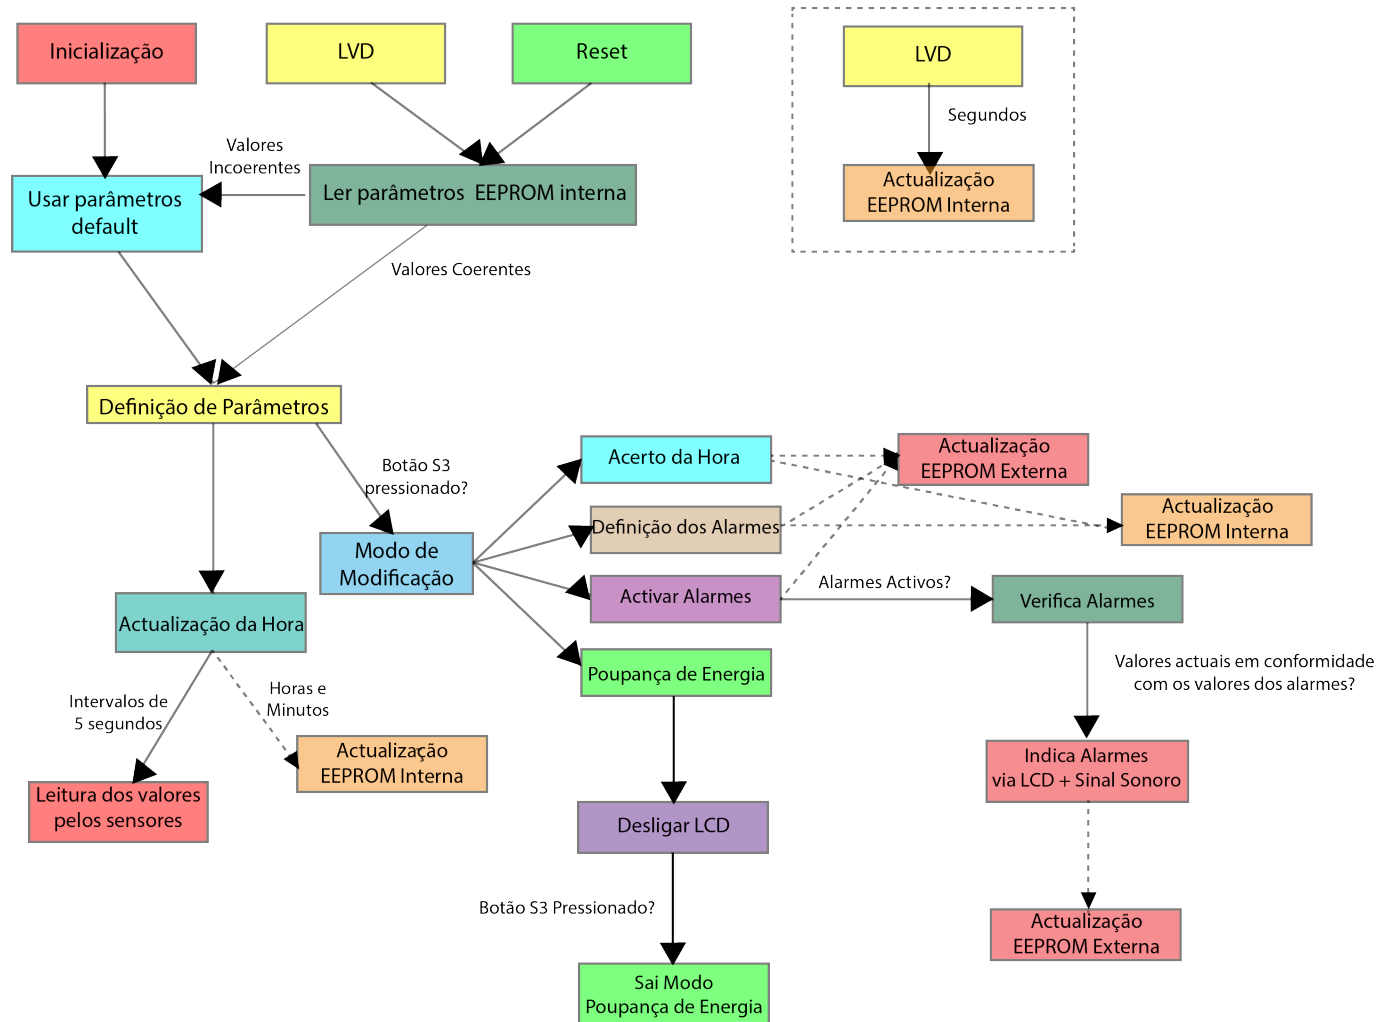 Inicialização
LVD
Reset
LVD
Segundos
Actualização
EEPROM Interna
Valores
Incoerentes
Usar parâmetros
default
Ler parâmetros EEPROM interna
Valores Coerentes
Definição de Parâmetros
Botão S3
pressionado?
Modo de
Modificação
Acerto da Hora
Definição dos Alarmes
Activar Alarmes
Poupança de Energia
Actualização
EEPROM Externa
Actualização
EEPROM Interna
Alarmes Activos?
Verifica Alarmes
Valores actuais em conformidade
com os valores dos alarmes?
Indica Alarmes
via LCD + Sinal Sonoro
Actualização
EEPROM Externa
Actualização da Hora
Intervalos de
5 segundos
Horas e
Minutos
Leitura dos valores
pelos sensores
Actualização
EEPROM Interna
Desligar LCD
Botão S3 Pressionado?
Sai Modo
Poupança de Energia